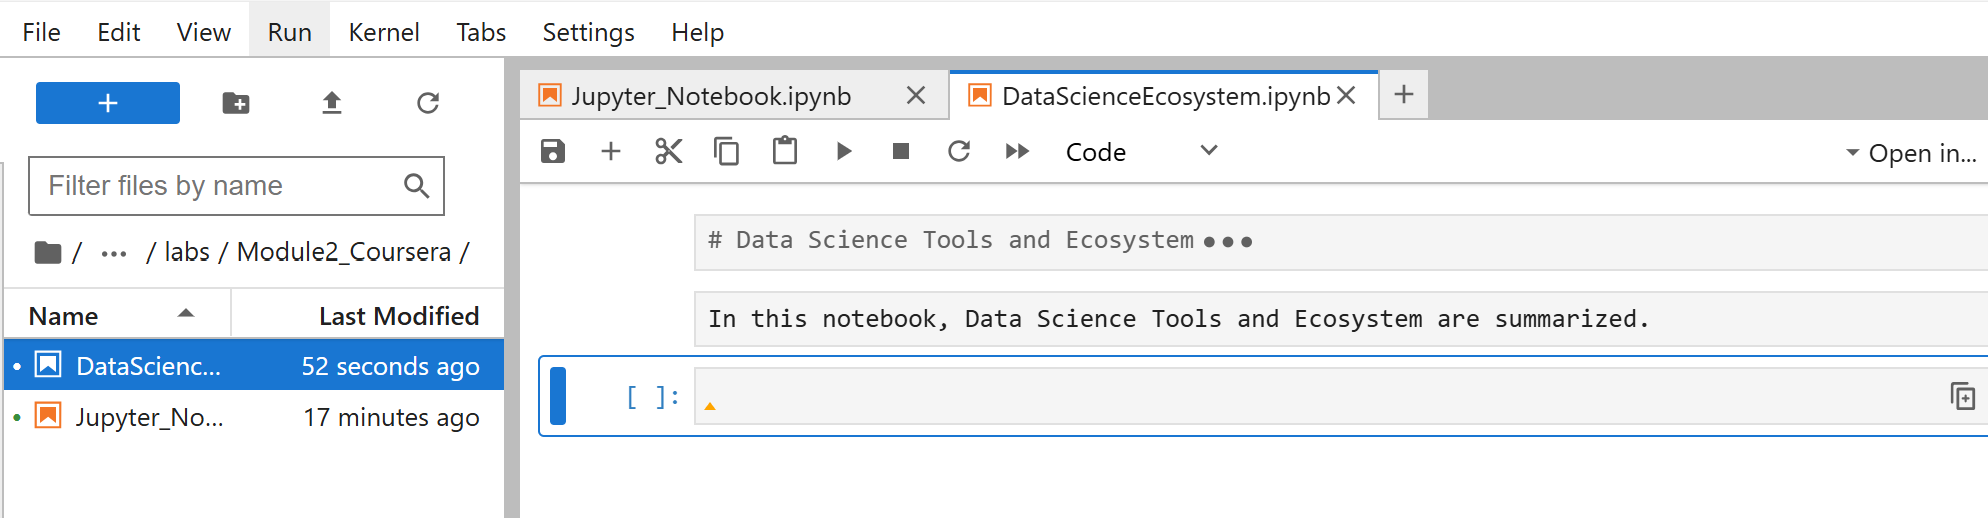 File Edit View Run Kernel Tabs Settings Help
Filter files by name
/ ... / labs / Module2_Coursera /
Name Last Modified
DataScienc... 52 seconds ago
Jupyter_No... 17 minutes ago
Jupyter_Notebook.ipynb
DataScienceEcosystem.ipynb
Code
Open in...
# Data Science Tools and Ecosystem
In this notebook, Data Science Tools and Ecosystem are summarized.
[ ]: